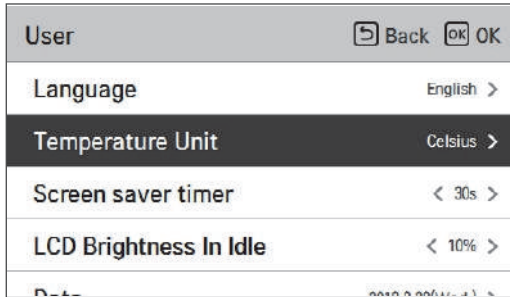 User Back OK OK
Language English >
Temperature Unit Celsius >
Screen saver timer < 30s >
LCD Brightness In Idle < 10% >